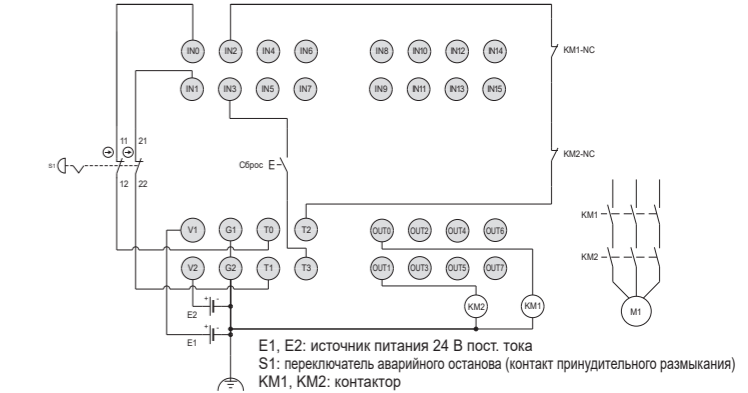 IN0 IN2 IN4 IN6 IN8 IN10 IN12 IN14
KM1-NC
IN1 IN3 IN5 IN7 IN9 IN11 IN13 IN15
11 21
KM2-NC
S1
Сброс E
12 22
KM1
V1 G1 T0 T2 OUT0 OUT2 OUT4 OUT6
KM2
V2 G2 T1 T3 OUT1 OUT3 OUT5 OUT7
+ -
E2
KM2 KM1
M1
+ -
E1
E1, E2: источник питания 24 В пост. тока
S1: переключатель аварийного останова (контакт принудительного размыкания)
KM1, KM2: контактор